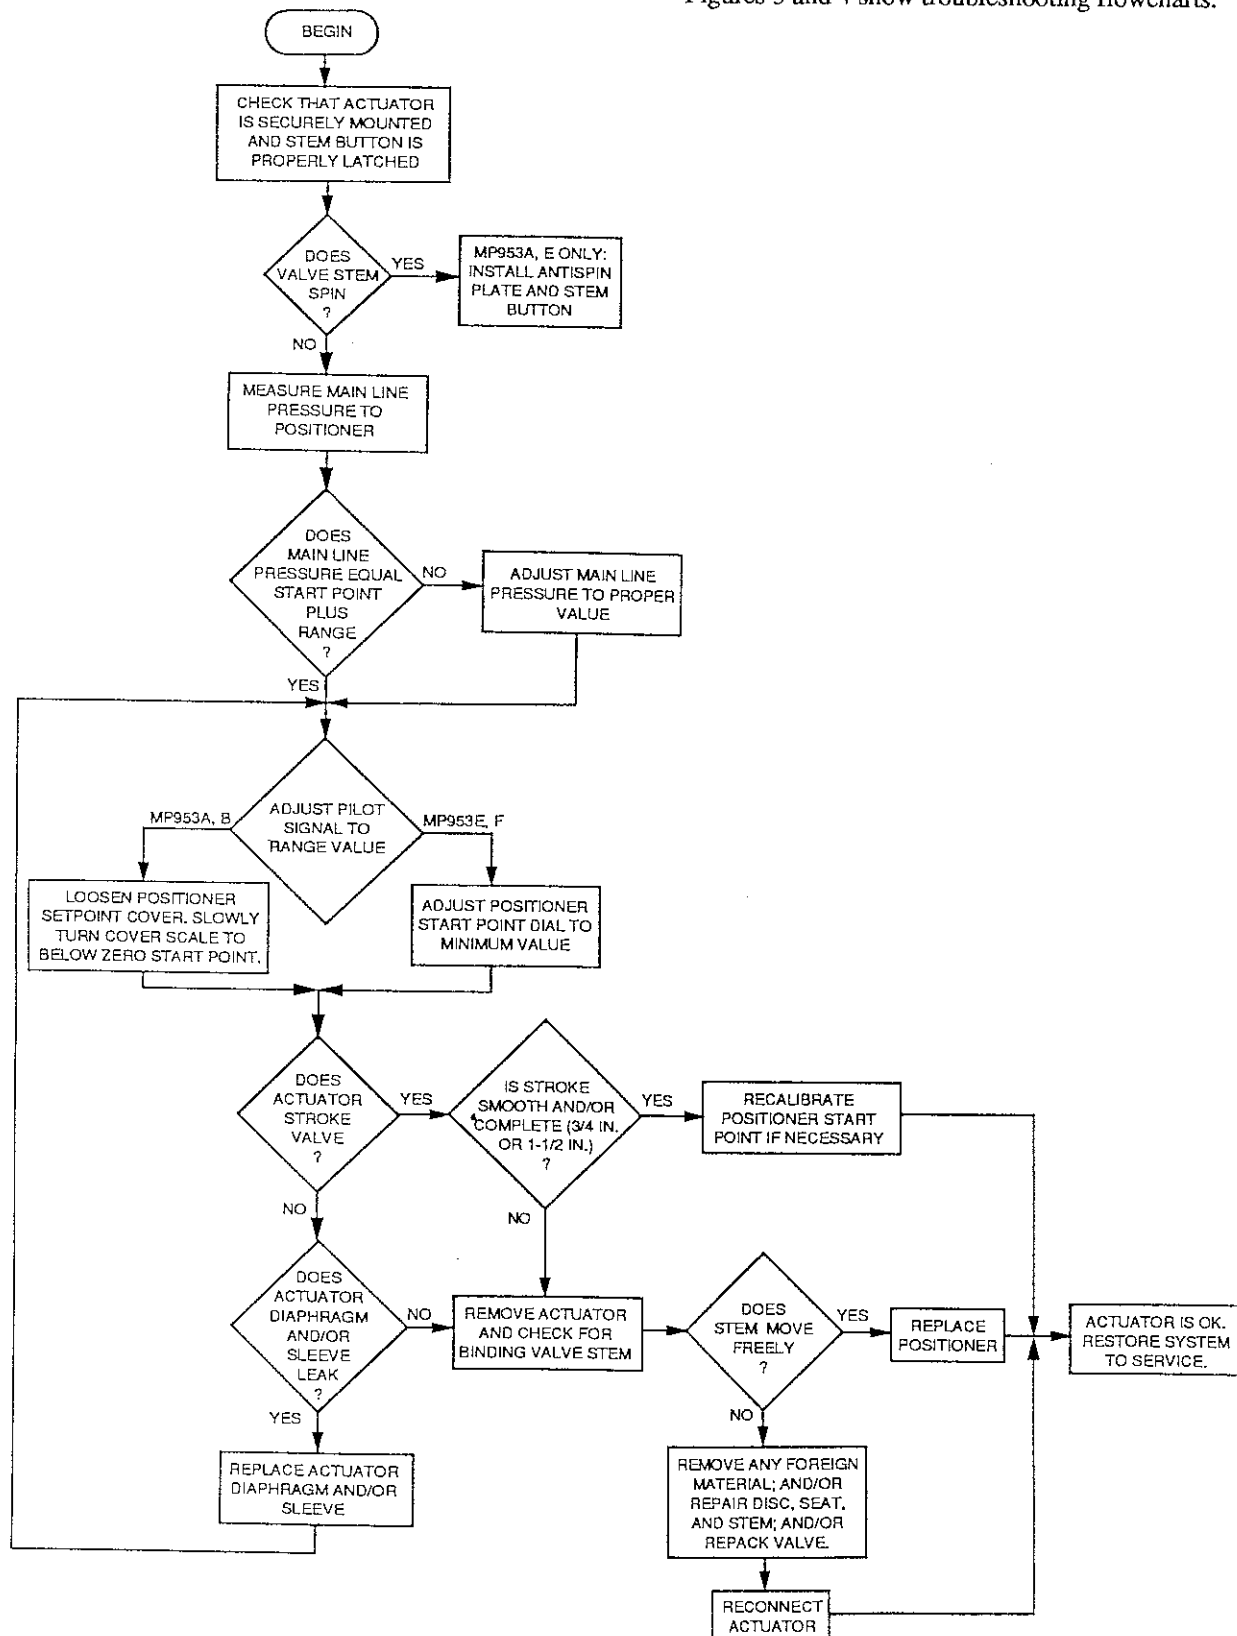 Figures 3 and 4 show troubleshooting flowcharts.
BEGIN
CHECK THAT ACTUATOR
IS SECURELY MOUNTED
AND STEM BUTTON IS
PROPERLY LATCHED
DOES
VALVE STEM
SPIN
?
YES
MP953A, E ONLY:
INSTALL ANTISPIN
PLATE AND STEM
BUTTON
NO
MEASURE MAIN LINE
PRESSURE TO
POSITIONER
DOES
MAIN LINE
PRESSURE EQUAL
START POINT
PLUS
RANGE
?
NO
ADJUST MAIN LINE
PRESSURE TO PROPER
VALUE
YES
ADJUST PILOT
SIGNAL TO
RANGE VALUE
MP953A, B
MP953E, F
LOOSEN POSITIONER
SETPOINT COVER. SLOWLY
TURN COVER SCALE TO
BELOW ZERO START POINT.
ADJUST POSITIONER
START POINT DIAL TO
MINIMUM VALUE
DOES
ACTUATOR
STROKE
VALVE
?
YES
IS STROKE
SMOOTH AND/OR
COMPLETE (3/4 IN.
OR 1-1/2 IN.)
?
YES
RECALIBRATE
POSITIONER START
POINT IF NECESSARY
NO
NO
DOES
ACTUATOR
DIAPHRAGM
AND/OR
SLEEVE
LEAK
?
NO
REMOVE ACTUATOR
AND CHECK FOR
BINDING VALVE STEM
DOES
STEM MOVE
FREELY
?
YES
REPLACE
POSITIONER
ACTUATOR IS OK.
RESTORE SYSTEM
TO SERVICE.
YES
REPLACE ACTUATOR
DIAPHRAGM AND/OR
SLEEVE
NO
REMOVE ANY FOREIGN
MATERIAL; AND/OR
REPAIR DISC, SEAT,
AND STEM; AND/OR
REPACK VALVE.
RECONNECT
ACTUATOR